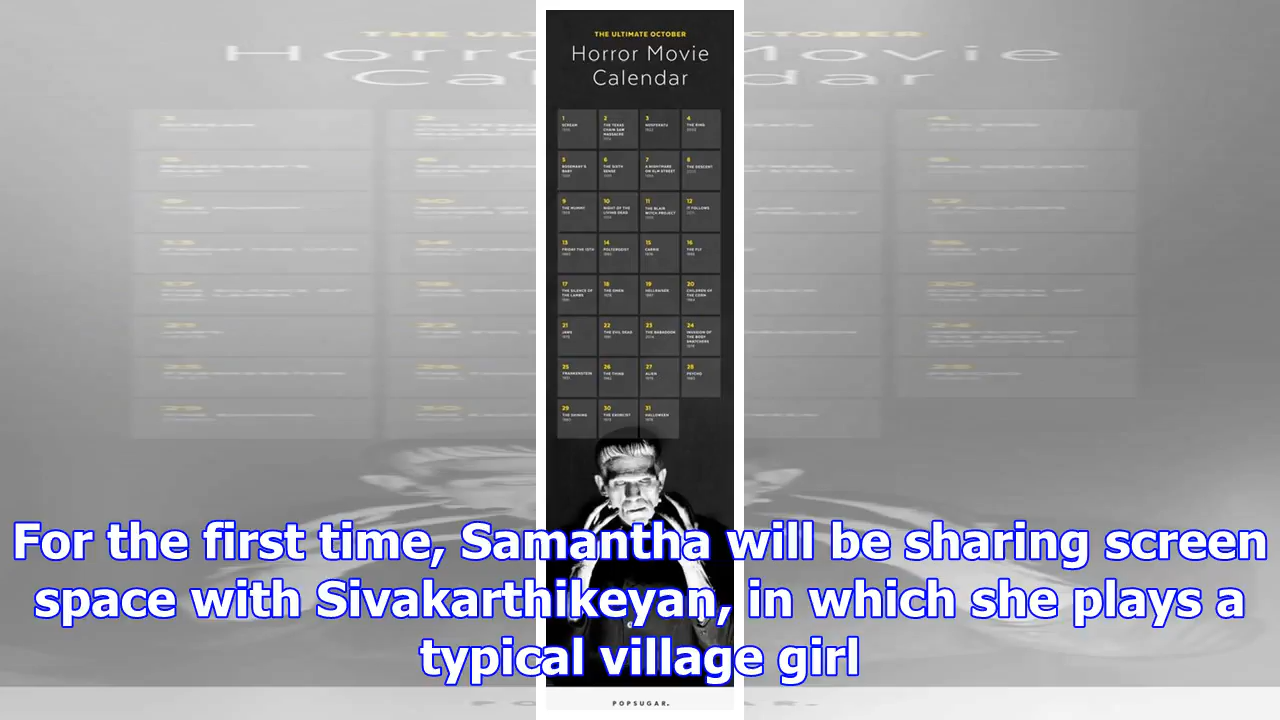 THE ULTIMATE OCTOBER
Horror Movie
Calendar
1 2 3 4
SCREAM THE TEXAS NOSFERATU THE RING
CHAIN SAW
MASSACRE
5 6 7 8
ROSEMARY'S THE SIXTH A NIGHTMARE THE DESCENT
BABY SENSE ON ELM STREET
9 10 11 12
THE MUMMY NIGHT OF THE THE BLAIR IT FOLLOWS
LIVING DEAD WITCH PROJECT
13 14 15 16
FRIDAY THE 13TH POLTERGEIST CARRIE THE FLY
17 18 19 20
THE SILENCE OF THE OMEN HELLRAISER CHILDREN OF
THE LAMBS THE CORN
21 22 23 24
JAWS THE EVIL DEAD THE BABADOOK INVASION OF
THE BODY
SNATCHERS
25 26 27 28
FRANKENSTEIN THE THING ALIEN PSYCHO
29 30 31
THE SHINING THE EXORCIST HALLOWEEN
For the first time, Samantha will be sharing screen
space with Sivakarthikeyan, in which she plays a
typical village girl
POPSUGAR.